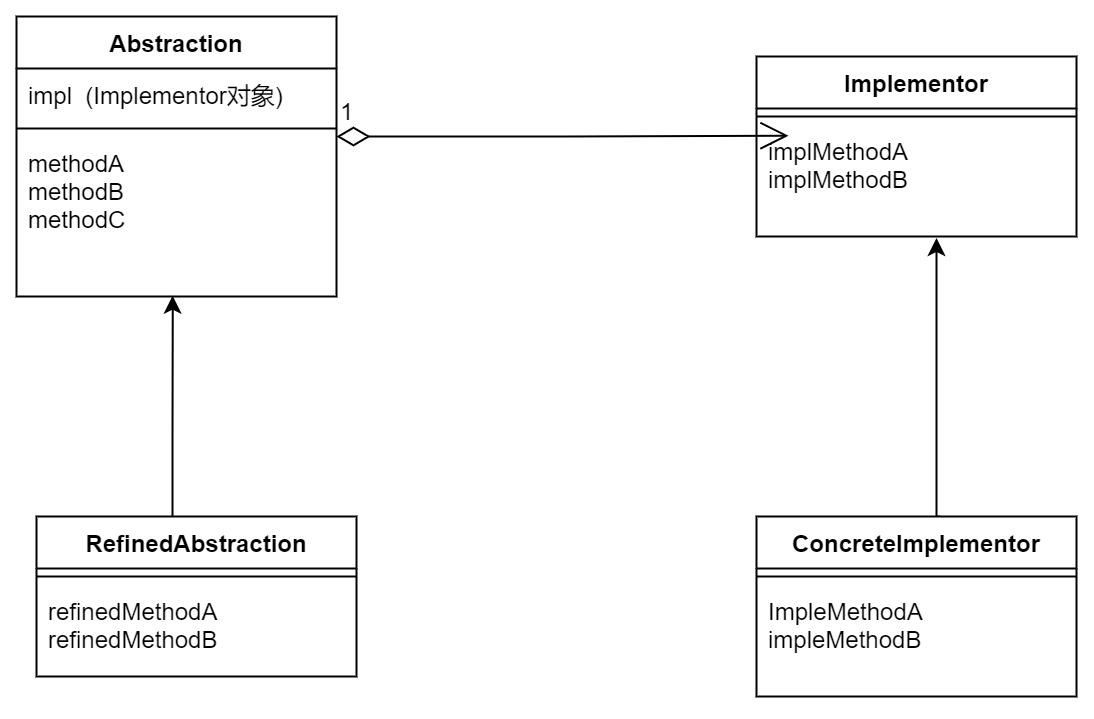 Abstraction
impl (Implementor对象)
methodA
methodB
methodC
1
Implementor
implMethodA
implMethodB
RefinedAbstraction
refinedMethodA
refinedMethodB
ConcreteImplementor
ImpleMethodA
impleMethodB